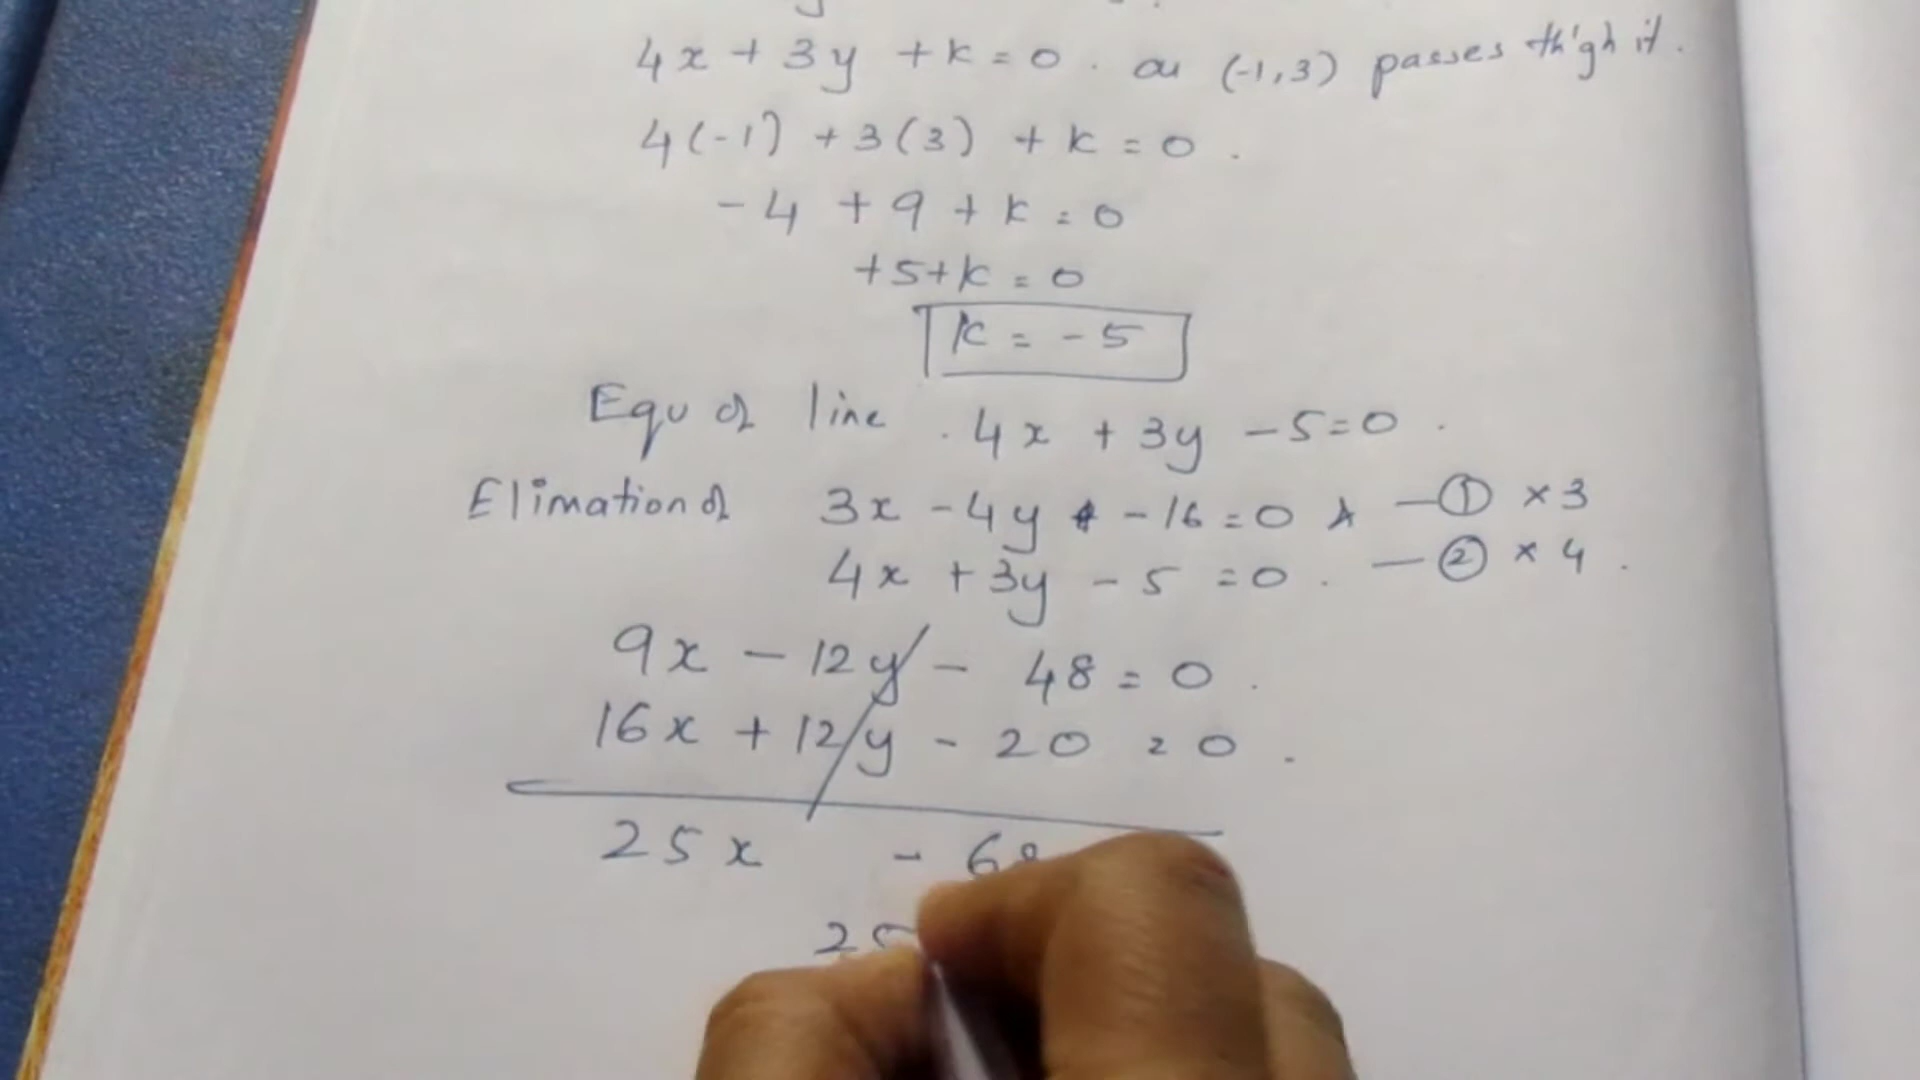 4x + 3y + k = 0 . as (-1,3) passes th'gh it.
4(-1) + 3(3) + k = 0 .
-4 + 9 + k = 0
+5+k = 0
k = -5
Equ of line . 4x + 3y - 5=0 .
Elimation of 3x - 4y - 16 = 0 — ① × 3
4x + 3y - 5 = 0 . — ② × 4 .
9x - 12y - 48 = 0 .
16x + 12y - 20 = 0 .
25x - 68
25